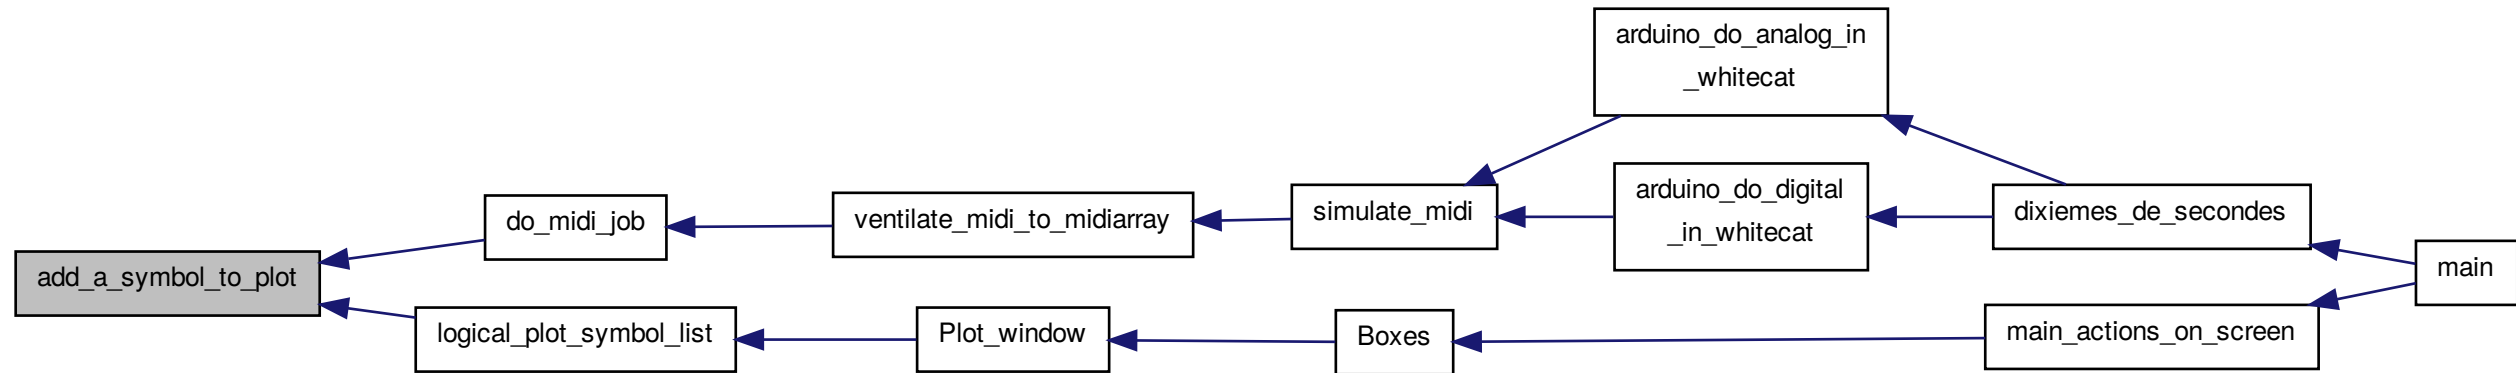 arduino_do_analog_in
_whitecat
arduino_do_digital
_in_whitecat
simulate_midi
dixiemes_de_secondes
do_midi_job
ventilate_midi_to_midiarray
main
add_a_symbol_to_plot
logical_plot_symbol_list
Plot_window
Boxes
main_actions_on_screen